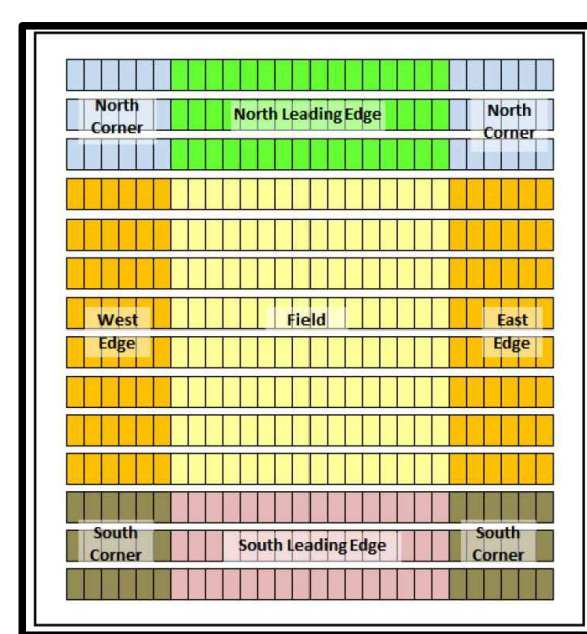 North
Corner
North Leading Edge
North
Corner
West
Edge
Field
East
Edge
South
Corner
South Leading Edge
South
Corner